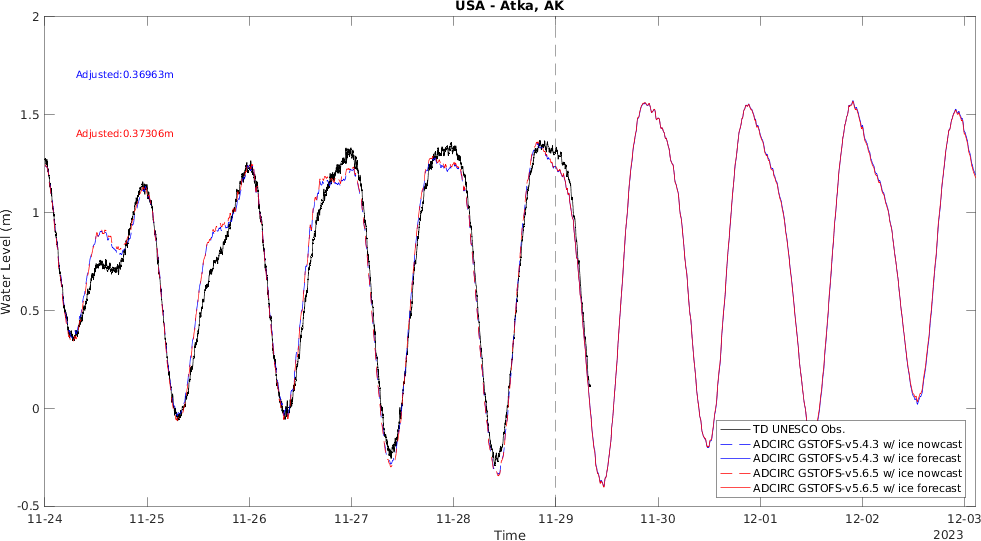 USA - Atka, AK
Adjusted:0.36963m
Adjusted:0.37306m
Water Level (m)
2
1.5
1
0.5
0
-0.5
TD UNESCO Obs.
ADCIRC GSTOFS-v5.4.3 w/ ice nowcast
ADCIRC GSTOFS-v5.4.3 w/ ice forecast
ADCIRC GSTOFS-v5.6.5 w/ ice nowcast
ADCIRC GSTOFS-v5.6.5 w/ ice forecast
11-24 11-25 11-26 11-27 11-28 11-29 11-30 12-01 12-02 12-03
Time
2023